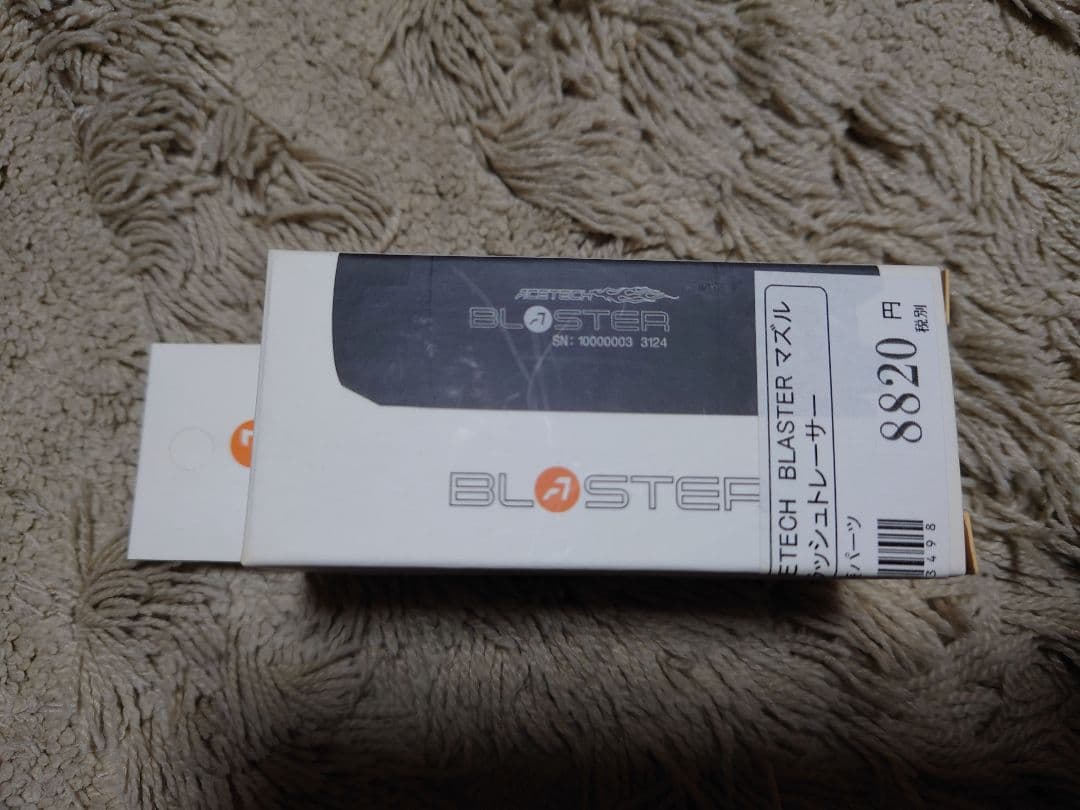 ACETECH
BLASTER
SN: 10000003 3124
BLASTER
ETECH BLASTER マズル
ラッシュトレーサー
パーツ
8820 円
税別
3498